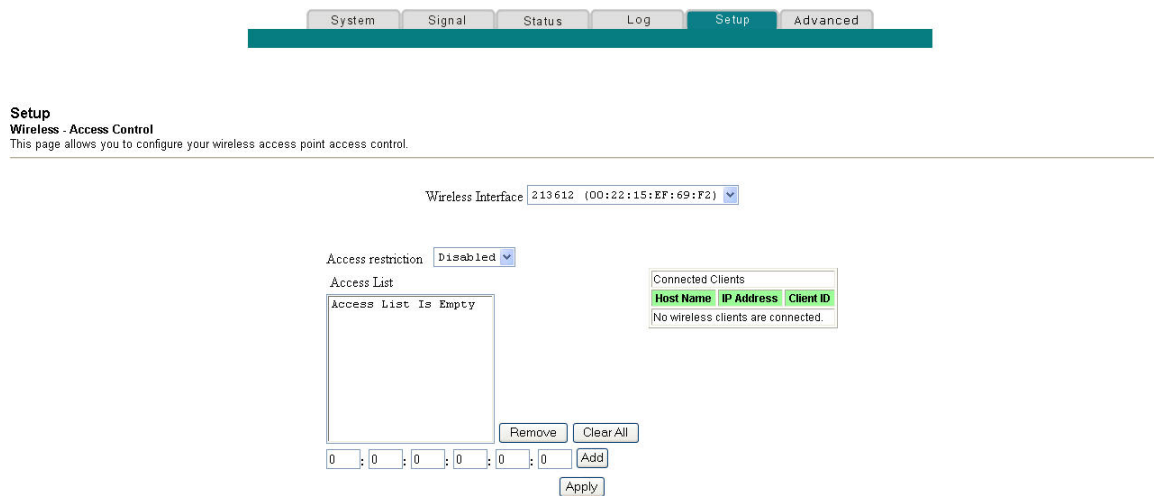 System Signal Status Log Setup Advanced
Setup
Wireless - Access Control
This page allows you to configure your wireless access point access control.
Wireless Interface 213612 (00:22:15:EF:69:F2)
Access restriction Disabled
Access List
Access List Is Empty
Connected Clients
Host Name IP Address Client ID
No wireless clients are connected.
Remove Clear All
0 : 0 : 0 : 0 : 0 : 0 Add
Apply